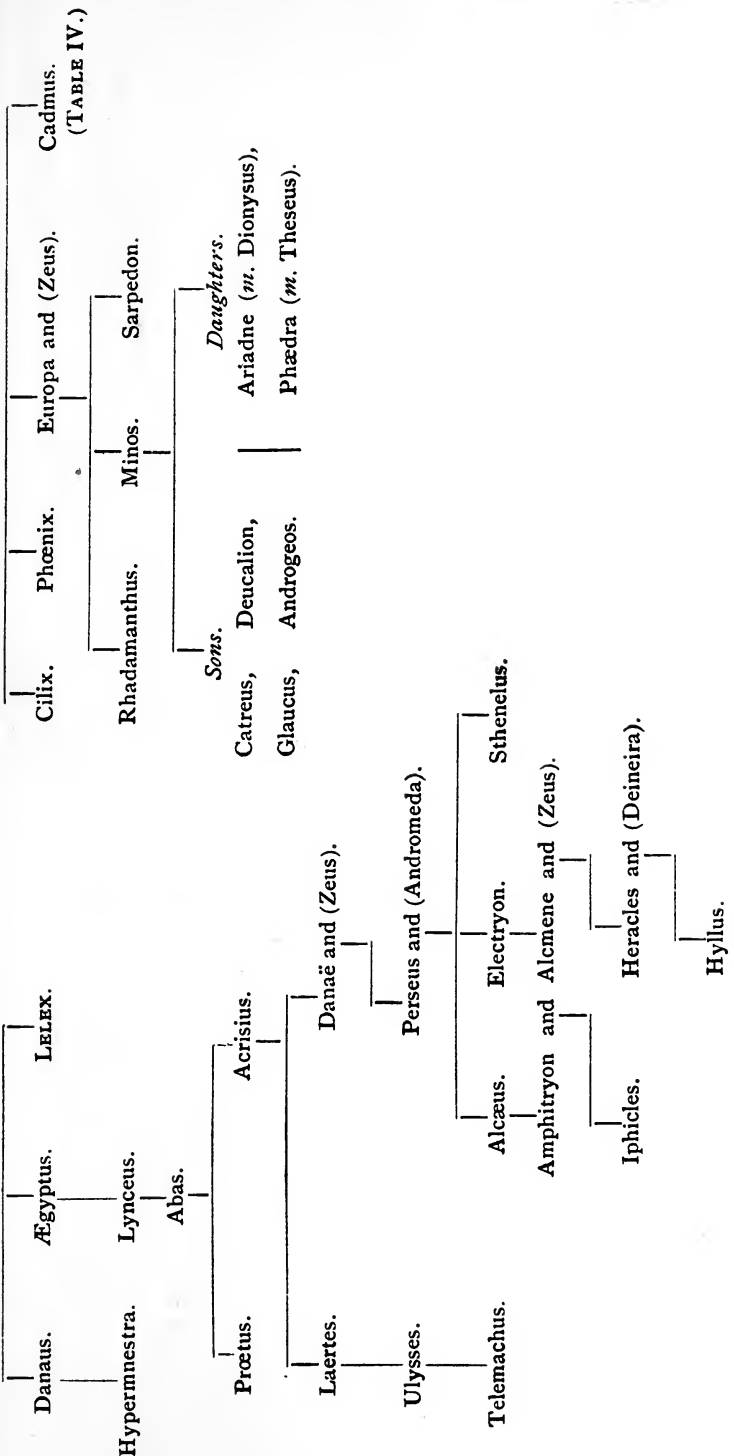 Danaus. Ægyptus. LELEX. Cilix. Phœnix. Europa and (Zeus). Cadmus.
(TABLE IV.)
Hypermnestra. Lynceus. Rhadamanthus. Minos. Sarpedon.
Abas.
Sons. Daughters.
Prœtus. Acrisius. Catreus, Deucalion, Ariadne (m. Dionysus),
Glaucus, Androgeos. Phædra (m. Theseus).
Laertes. Danaë and (Zeus).
Ulysses. Perseus and (Andromeda).
Telemachus. Alcæus. Electryon. Sthenelus.
Amphitryon and Alcmene and (Zeus).
Iphicles. Heracles and (Deineira).
Hyllus.